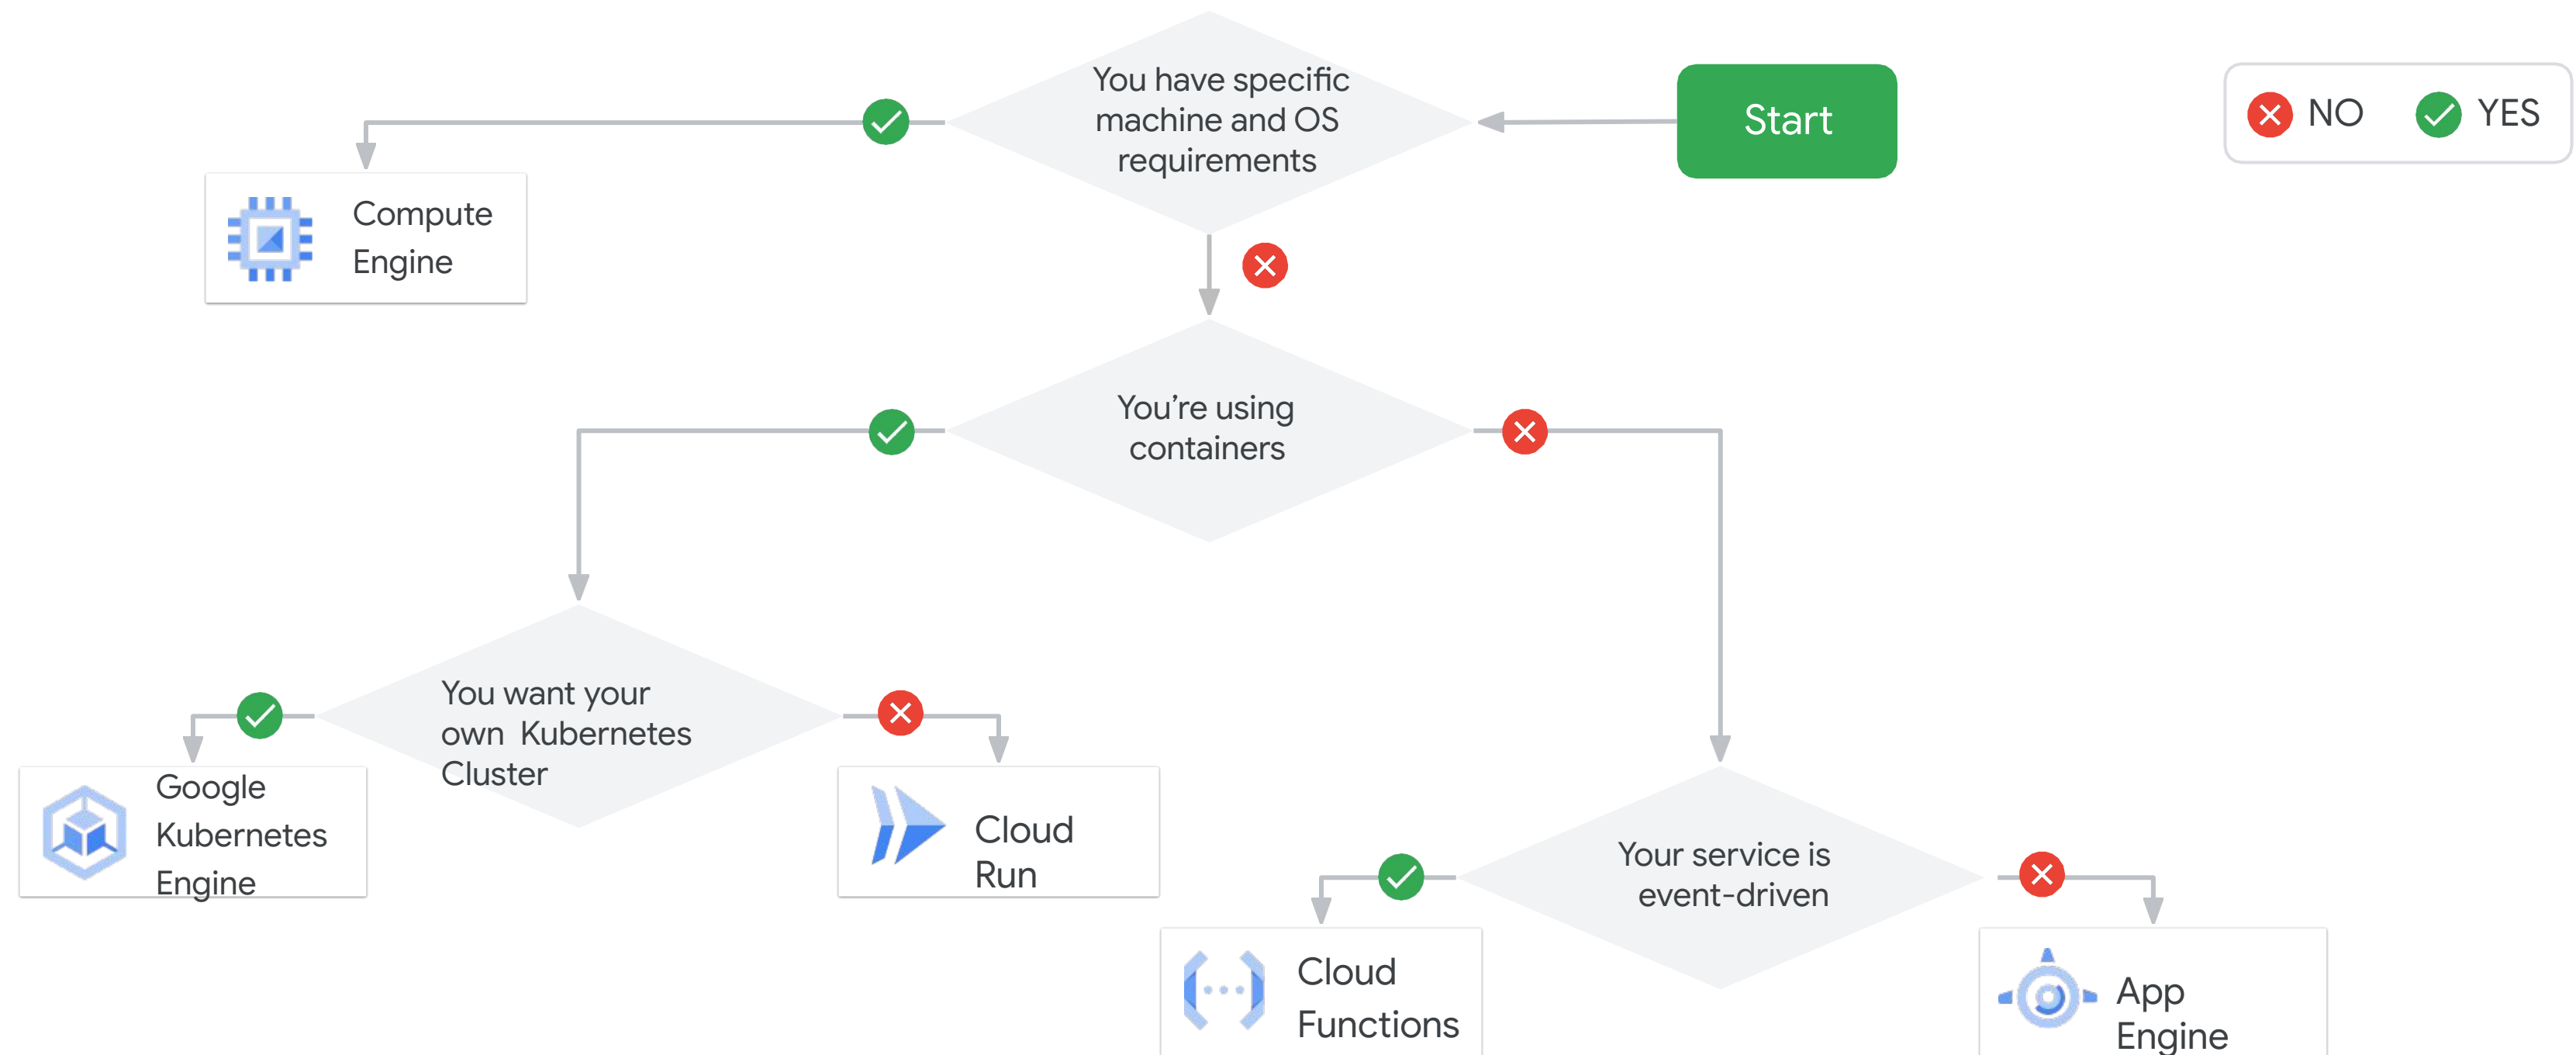 You have specific
machine and OS
requirements
Start
NO
YES
Compute
Engine
You’re using
containers
You want your
own  Kubernetes
Cluster
Google
Kubernetes
Engine
Cloud
Run
Your service is
event-driven
Cloud
Functions
App
Engine